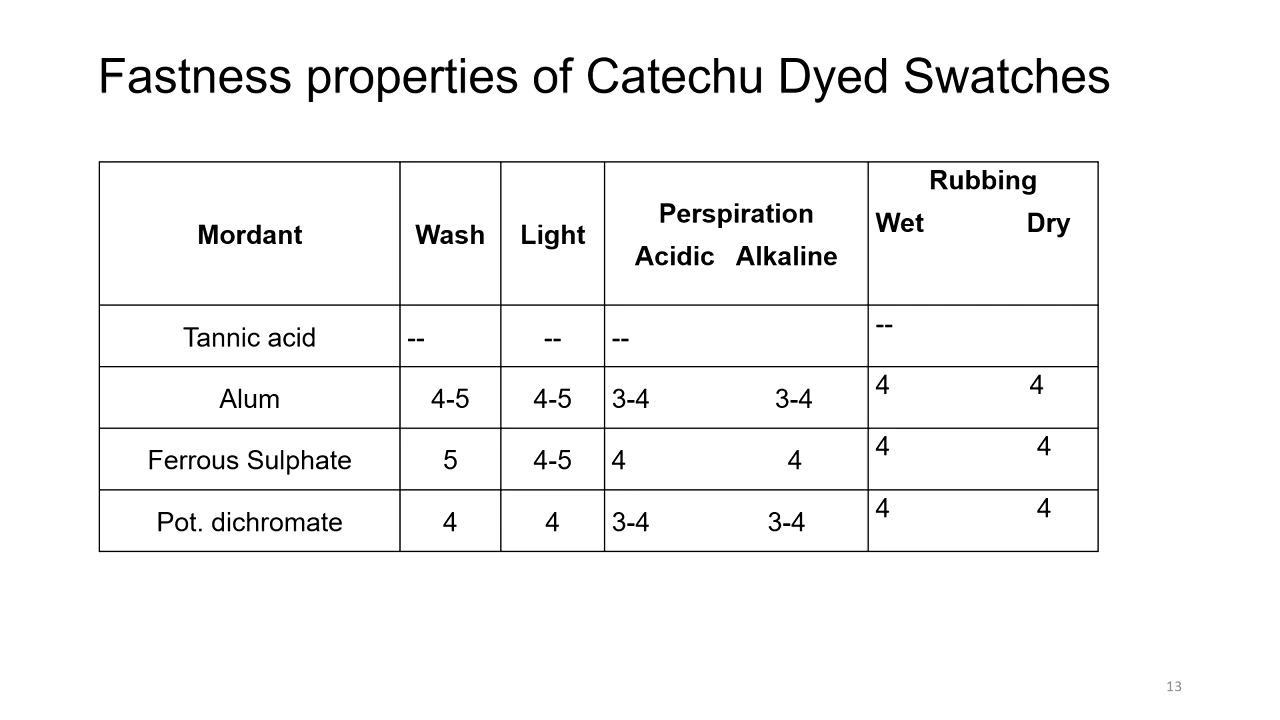 Fastness properties of Catechu Dyed Swatches
Mordant Wash Light Perspiration Acidic Alkaline Rubbing Wet Dry
Tannic acid -- -- -- --
Alum 4-5 4-5 3-4 3-4 4 4
Ferrous Sulphate 5 4-5 4 4 4 4
Pot. dichromate 4 4 3-4 3-4 4 4
13